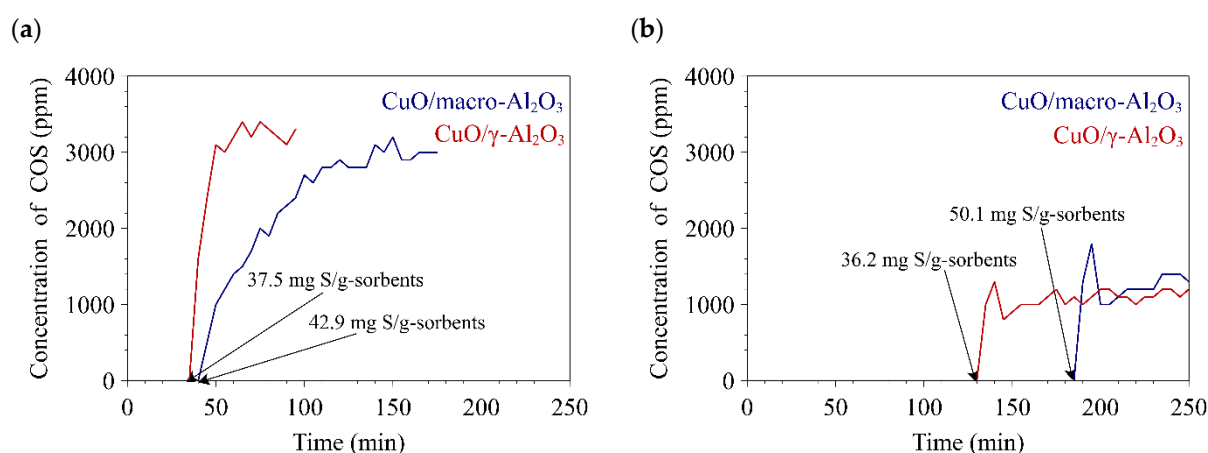 (a)
4000
3000
2000
1000
0
Concentration of COS (ppm)
CuO/macro-Al₂O₃
CuO/γ-Al₂O₃
37.5 mg S/g-sorbents
42.9 mg S/g-sorbents
0 50 100 150 200 250
Time (min)
(b)
4000
3000
2000
1000
0
Concentration of COS (ppm)
CuO/macro-Al₂O₃
CuO/γ-Al₂O₃
50.1 mg S/g-sorbents
36.2 mg S/g-sorbents
0 50 100 150 200 250
Time (min)